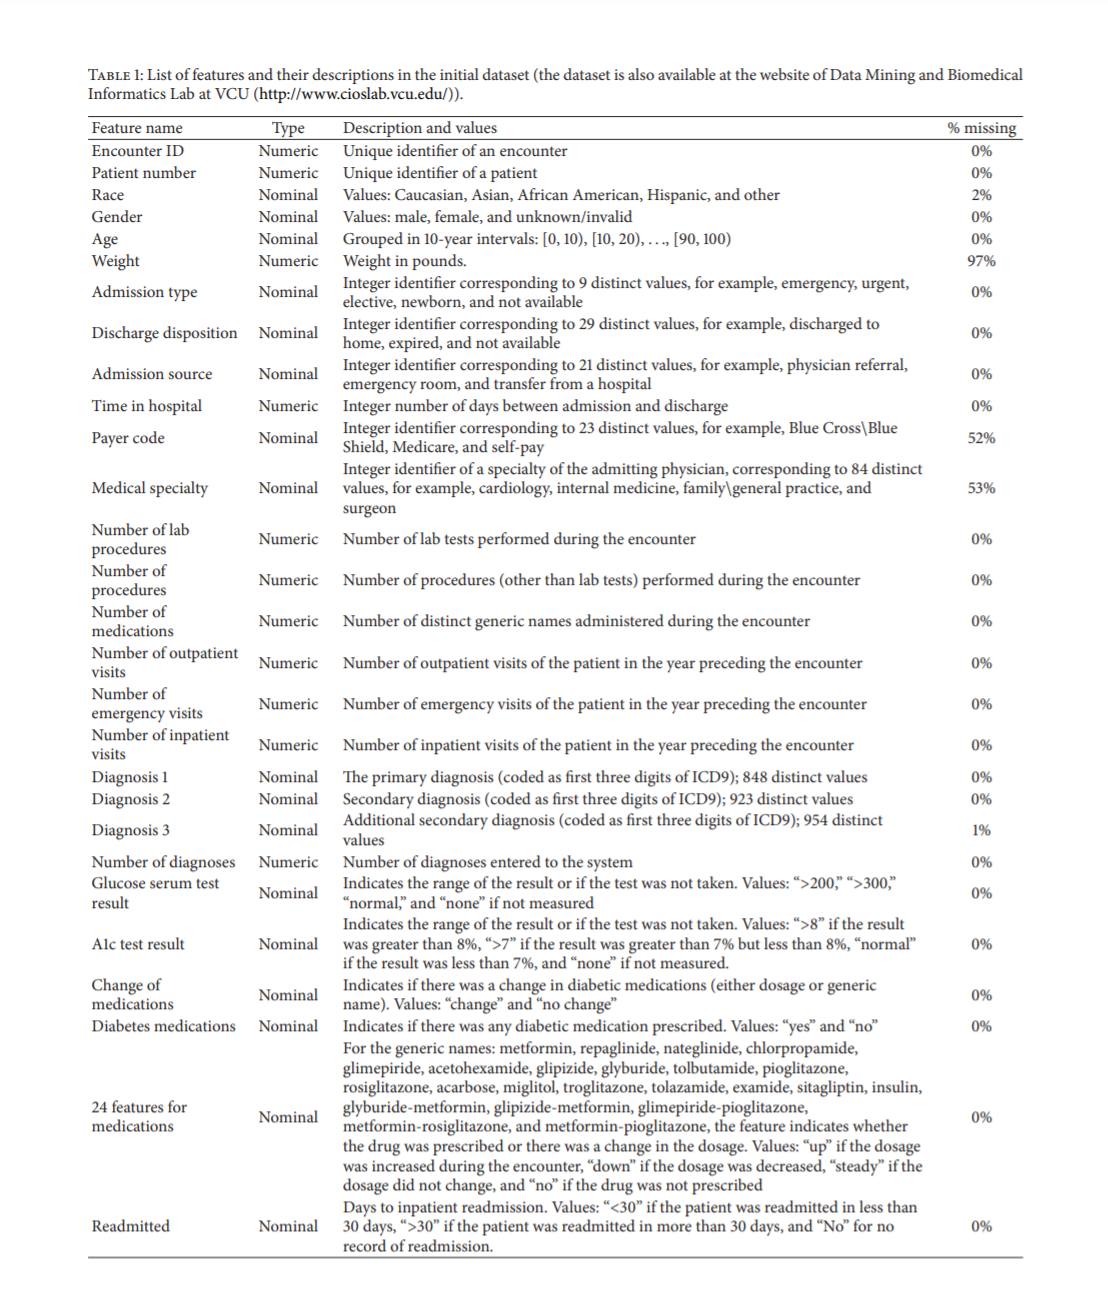 TABLE 1: List of features and their descriptions in the initial dataset (the dataset is also available at the website of Data Mining and Biomedical
Informatics Lab at VCU (http://www.cioslab.vcu.edu/)).
Feature name Type Description and values % missing
Encounter ID Numeric Unique identifier of an encounter 0%
Patient number Numeric Unique identifier of a patient 0%
Race Nominal Values: Caucasian, Asian, African American, Hispanic, and other 2%
Gender Nominal Values: male, female, and unknown/invalid 0%
Age Nominal Grouped in 10-year intervals: [0, 10), [10, 20), . . ., [90, 100) 0%
Weight Numeric Weight in pounds. 97%
Admission type Nominal Integer identifier corresponding to 9 distinct values, for example, emergency, urgent,
elective, newborn, and not available 0%
Discharge disposition Nominal Integer identifier corresponding to 29 distinct values, for example, discharged to
home, expired, and not available 0%
Admission source Nominal Integer identifier corresponding to 21 distinct values, for example, physician referral,
emergency room, and transfer from a hospital 0%
Time in hospital Numeric Integer number of days between admission and discharge 0%
Payer code Nominal Integer identifier corresponding to 23 distinct values, for example, Blue Cross\Blue
Shield, Medicare, and self-pay 52%
Medical specialty Nominal Integer identifier of a specialty of the admitting physician, corresponding to 84 distinct
values, for example, cardiology, internal medicine, family\general practice, and
surgeon 53%
Number of lab
procedures Numeric Number of lab tests performed during the encounter 0%
Number of
procedures Numeric Number of procedures (other than lab tests) performed during the encounter 0%
Number of
medications Numeric Number of distinct generic names administered during the encounter 0%
Number of outpatient
visits Numeric Number of outpatient visits of the patient in the year preceding the encounter 0%
Number of
emergency visits Numeric Number of emergency visits of the patient in the year preceding the encounter 0%
Number of inpatient
visits Numeric Number of inpatient visits of the patient in the year preceding the encounter 0%
Diagnosis 1 Nominal The primary diagnosis (coded as first three digits of ICD9); 848 distinct values 0%
Diagnosis 2 Nominal Secondary diagnosis (coded as first three digits of ICD9); 923 distinct values 0%
Diagnosis 3 Nominal Additional secondary diagnosis (coded as first three digits of ICD9); 954 distinct
values 1%
Number of diagnoses Numeric Number of diagnoses entered to the system 0%
Glucose serum test
result Nominal Indicates the range of the result or if the test was not taken. Values: “>200,” “>300,”
“normal,” and “none” if not measured 0%
A1c test result Nominal Indicates the range of the result or if the test was not taken. Values: “>8” if the result
was greater than 8%, “>7” if the result was greater than 7% but less than 8%, “normal”
if the result was less than 7%, and “none” if not measured. 0%
Change of
medications Nominal Indicates if there was a change in diabetic medications (either dosage or generic
name). Values: “change” and “no change” 0%
Diabetes medications Nominal Indicates if there was any diabetic medication prescribed. Values: “yes” and “no” 0%
24 features for
medications Nominal For the generic names: metformin, repaglinide, nateglinide, chlorpropamide,
glimepiride, acetohexamide, glipizide, glyburide, tolbutamide, pioglitazone,
rosiglitazone, acarbose, miglitol, troglitazone, tolazamide, examide, sitagliptin, insulin,
glyburide-metformin, glipizide-metformin, glimepiride-pioglitazone,
metformin-rosiglitazone, and metformin-pioglitazone, the feature indicates whether
the drug was prescribed or there was a change in the dosage. Values: “up” if the dosage
was increased during the encounter, “down” if the dosage was decreased, “steady” if the
dosage did not change, and “no” if the drug was not prescribed 0%
Readmitted Nominal Days to inpatient readmission. Values: “<30” if the patient was readmitted in less than
30 days, “>30” if the patient was readmitted in more than 30 days, and “No” for no
record of readmission. 0%